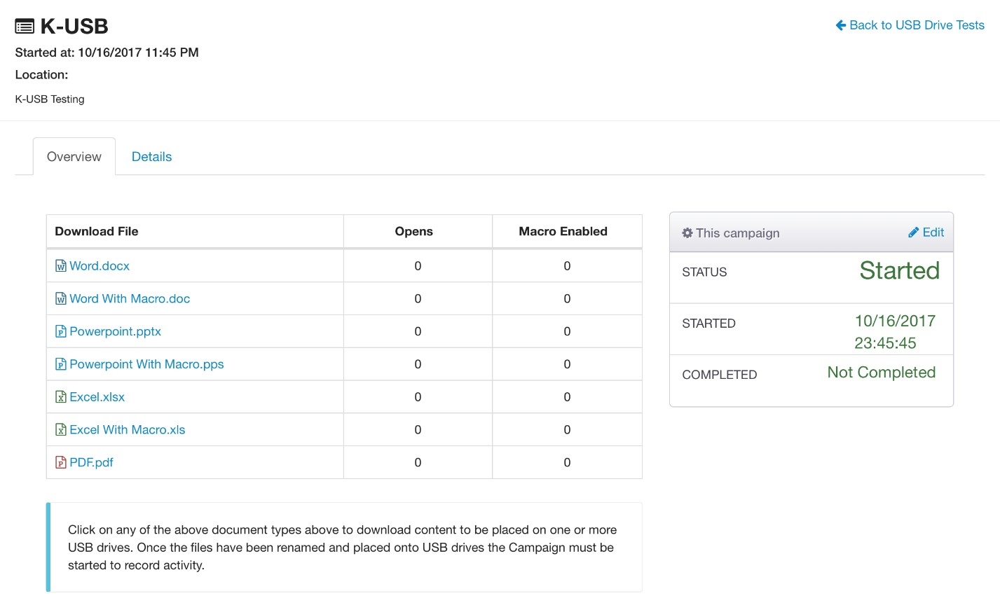 K-USB
Back to USB Drive Tests
Started at: 10/16/2017 11:45 PM
Location:
K-USB Testing
Overview Details
Download File Opens Macro Enabled
Word.docx 0 0
Word With Macro.doc 0 0
Powerpoint.pptx 0 0
Powerpoint With Macro.pps 0 0
Excel.xlsx 0 0
Excel With Macro.xls 0 0
PDF.pdf 0 0
This campaign Edit
STATUS Started
STARTED 10/16/2017
23:45:45
COMPLETED Not Completed
Click on any of the above document types above to download content to be placed on one or more
USB drives. Once the files have been renamed and placed onto USB drives the Campaign must be
started to record activity.